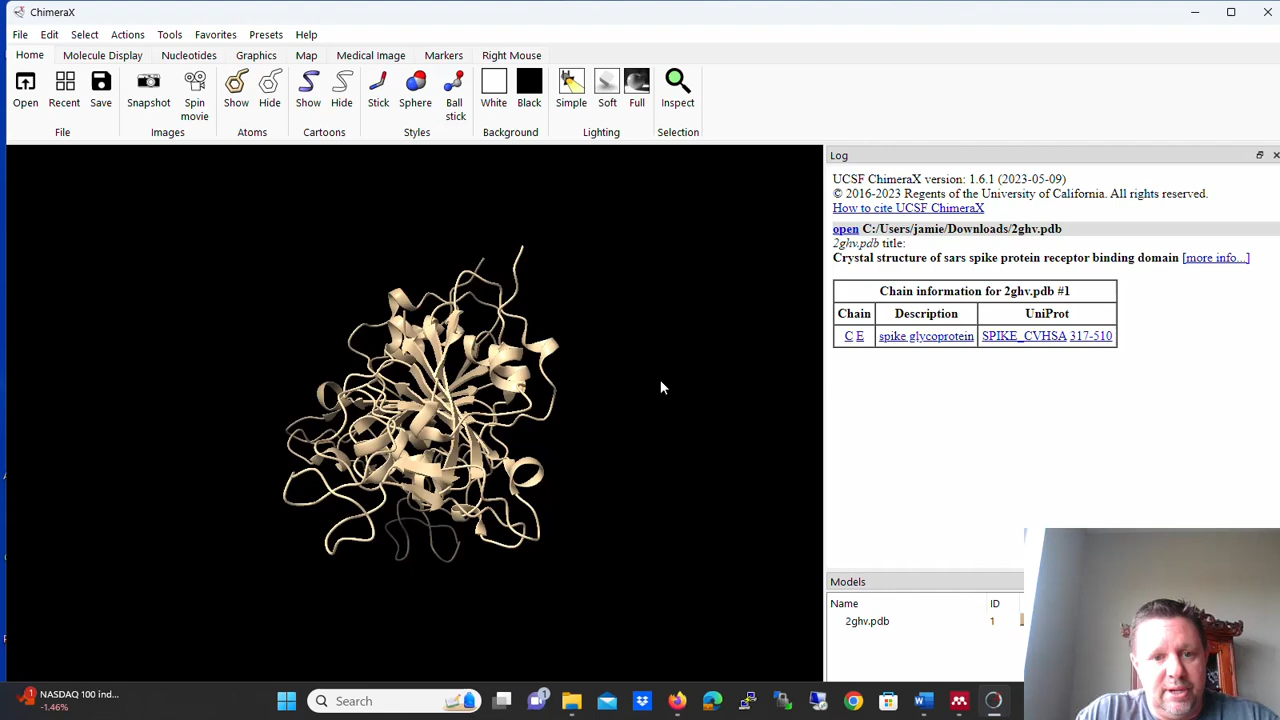 ChimeraX
File Edit Select Actions Tools Favorites Presets Help
Home Molecule Display Nucleotides Graphics Map Medical Image Markers Right Mouse
Open Recent Save Snapshot Spin movie Show Hide Show Hide Stick Sphere Ball stick White Black Simple Soft Full Inspect
File Images Atoms Cartoons Styles Background Lighting Selection
Log
UCSF ChimeraX version: 1.6.1 (2023-05-09)
© 2016-2023 Regents of the University of California. All rights reserved.
How to cite UCSF ChimeraX
open C:/Users/jamie/Downloads/2ghv.pdb
2ghv.pdb title:
Crystal structure of sars spike protein receptor binding domain [more info...]
Chain information for 2ghv.pdb #1
Chain Description UniProt
C E spike glycoprotein SPIKE_CVHSA 317-510
Models
Name ID
2ghv.pdb 1
1 NASDAQ 100 ind...
-1.46%
Search
1